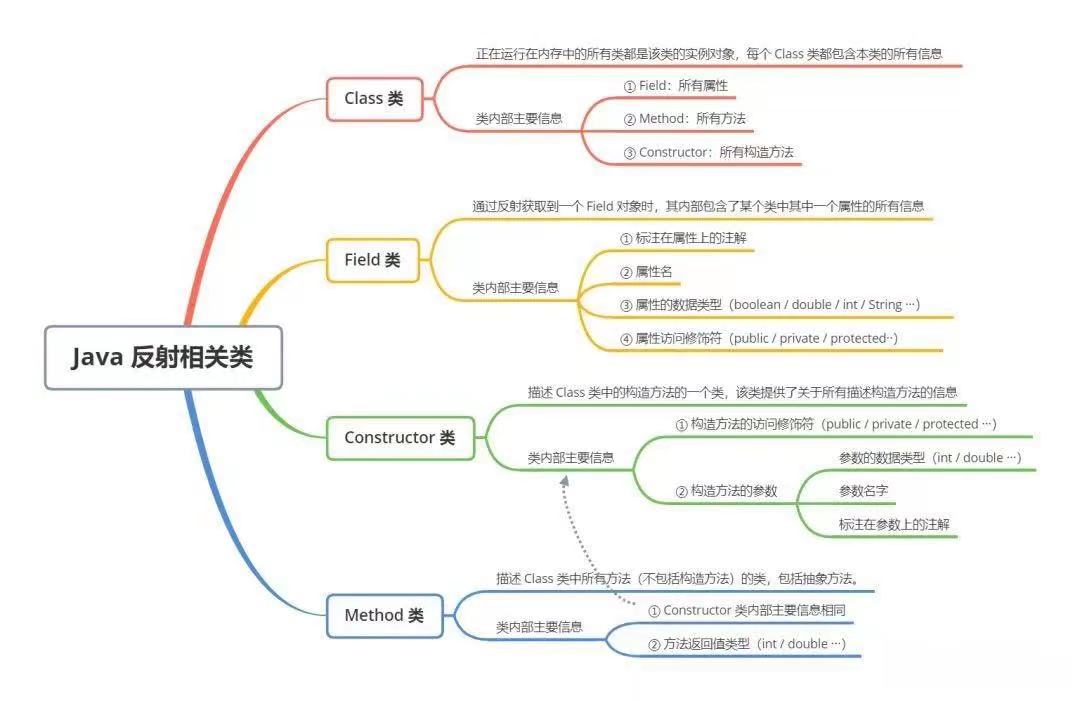 Java 反射相关类
Class 类
正在运行在内存中的所有类都是该类的实例对象，每个 Class 类都包含本类的所有信息
类内部主要信息
① Field：所有属性
② Method：所有方法
③ Constructor：所有构造方法
Field 类
通过反射获取到一个 Field 对象时，其内部包含了某个类中其中一个属性的所有信息
类内部主要信息
① 标注在属性上的注解
② 属性名
③ 属性的数据类型（boolean / double / int / String ···）
④ 属性访问修饰符（public / private / protected··）
Constructor 类
描述 Class 类中的构造方法的一个类，该类提供了关于所有描述构造方法的信息
类内部主要信息
① 构造方法的访问修饰符（public / private / protected ···）
② 构造方法的参数
参数的数据类型（int / double ···）
参数名字
标注在参数上的注解
Method 类
描述 Class 类中所有方法（不包括构造方法）的类，包括抽象方法。
类内部主要信息
① Constructor 类内部主要信息相同
② 方法返回值类型（int / double ···）